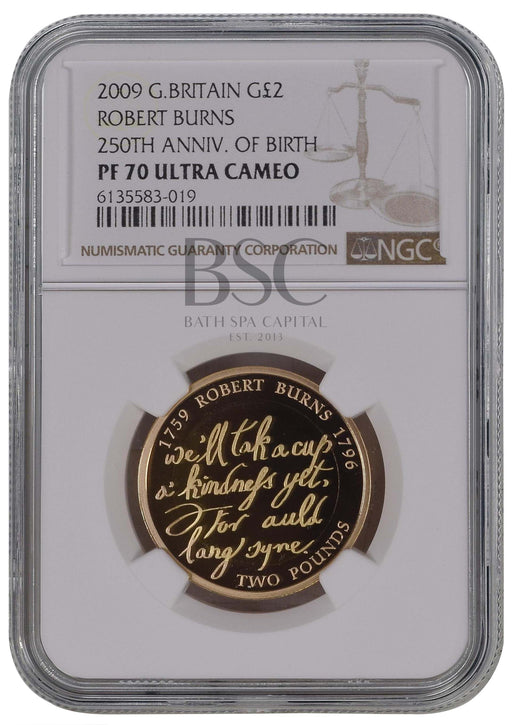 2009 G.BRITAIN G£2
ROBERT BURNS
250TH ANNIV. OF BIRTH
PF 70 ULTRA CAMEO
6135583-019
NUMISMATIC GUARANTY CORPORATION
NGC
BSC
BATH SPA CAPITAL
EST. 2013
1759 ROBERT BURNS 1796
we'll tak a cup
a' kindneſs yet,
For auld
lang syne.
TWO POUNDS